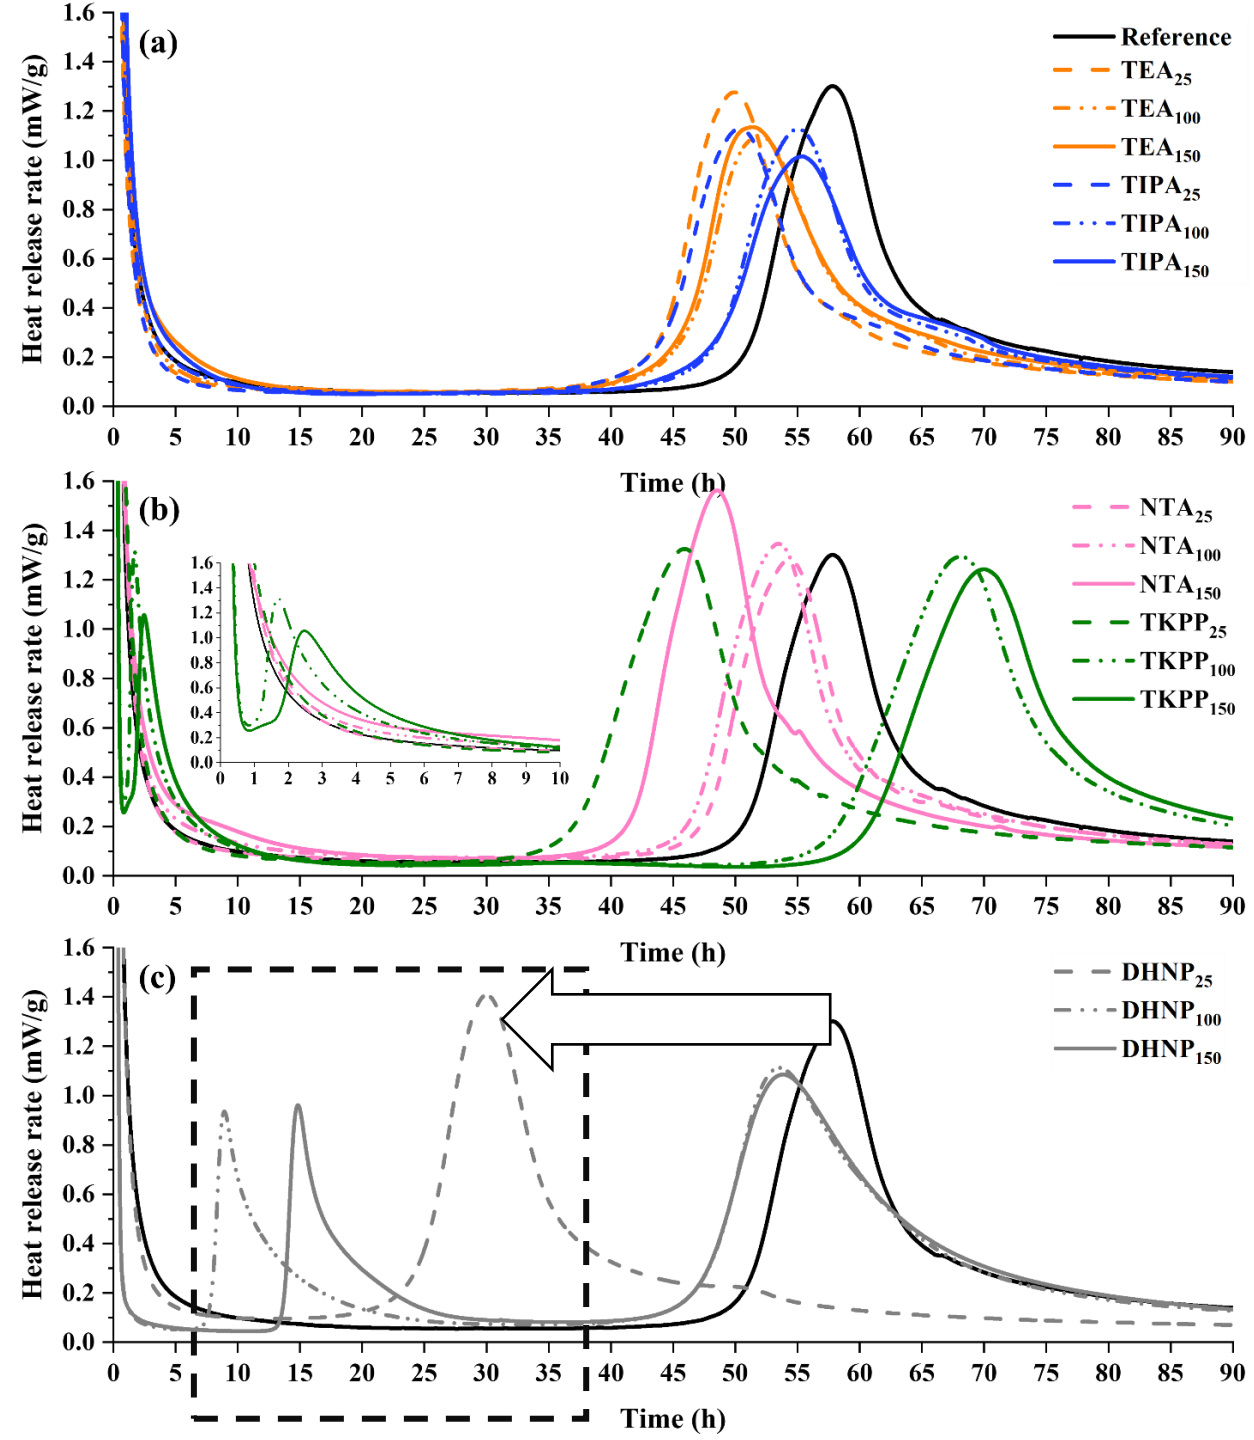 (a)
Heat release rate (mW/g)
1.6
1.4
1.2
1.0
0.8
0.6
0.4
0.2
0.0
Reference
TEA₂₅
TEA₁₀₀
TEA₁₅₀
TIPA₂₅
TIPA₁₀₀
TIPA₁₅₀
0 5 10 15 20 25 30 35 40 45 50 55 60 65 70 75 80 85 90
Time (h)
(b)
Heat release rate (mW/g)
1.6
1.4
1.2
1.0
0.8
0.6
0.4
0.2
0.0
1.6
1.4
1.2
1.0
0.8
0.6
0.4
0.2
0.0
0 1 2 3 4 5 6 7 8 9 10
NTA₂₅
NTA₁₀₀
NTA₁₅₀
TKPP₂₅
TKPP₁₀₀
TKPP₁₅₀
0 5 10 15 20 25 30 35 40 45 50 55 60 65 70 75 80 85 90
Time (h)
(c)
Heat release rate (mW/g)
1.6
1.4
1.2
1.0
0.8
0.6
0.4
0.2
0.0
DHNP₂₅
DHNP₁₀₀
DHNP₁₅₀
0 5 10 15 20 25 30 35 40 45 50 55 60 65 70 75 80 85 90
Time (h)